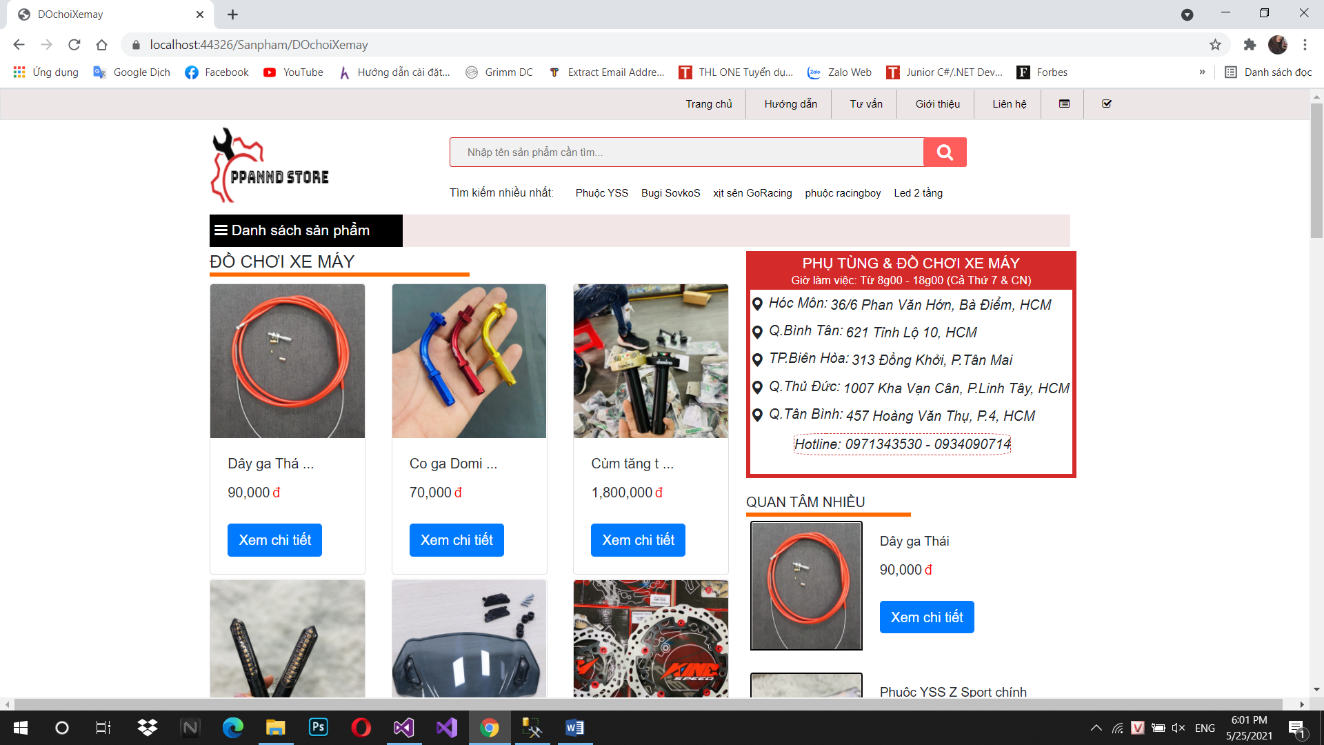 DOchoiXemay
localhost:44326/Sanpham/DOchoiXemay
Ứng dụng Google Dịch Facebook YouTube Hướng dẫn cài đặt... Grimm DC Extract Email Addre... THL ONE Tuyển dụ... Zalo Web Junior C#/.NET Dev... Forbes » Danh sách đọc
Trang chủ Hướng dẫn Tư vấn Giới thiệu Liên hệ
PPANND STORE
Nhập tên sản phẩm cần tìm...
Tìm kiếm nhiều nhất: Phuộc YSS Bugi SovkoS xịt sên GoRacing phuộc racingboy Led 2 tầng
Danh sách sản phẩm
ĐỒ CHƠI XE MÁY
Dây ga Thá ...
90,000 đ
Xem chi tiết
Co ga Domi ...
70,000 đ
Xem chi tiết
Cùm tăng t ...
1,800,000 đ
Xem chi tiết
KING
SPEED
PHỤ TÙNG & ĐỒ CHƠI XE MÁY
Giờ làm việc: Từ 8g00 - 18g00 (Cả Thứ 7 & CN)
Hóc Môn: 36/6 Phan Văn Hớn, Bà Điểm, HCM
Q.Bình Tân: 621 Tỉnh Lộ 10, HCM
TP.Biên Hòa: 313 Đồng Khởi, P.Tân Mai
Q.Thủ Đức: 1007 Kha Vạn Cân, P.Linh Tây, HCM
Q.Tân Bình: 457 Hoàng Văn Thụ, P.4, HCM
Hotline: 0971343530 - 0934090714
QUAN TÂM NHIỀU
Dây ga Thái
90,000 đ
Xem chi tiết
Phuộc YSS Z Sport chính
ENG
6:01 PM
5/25/2021
1